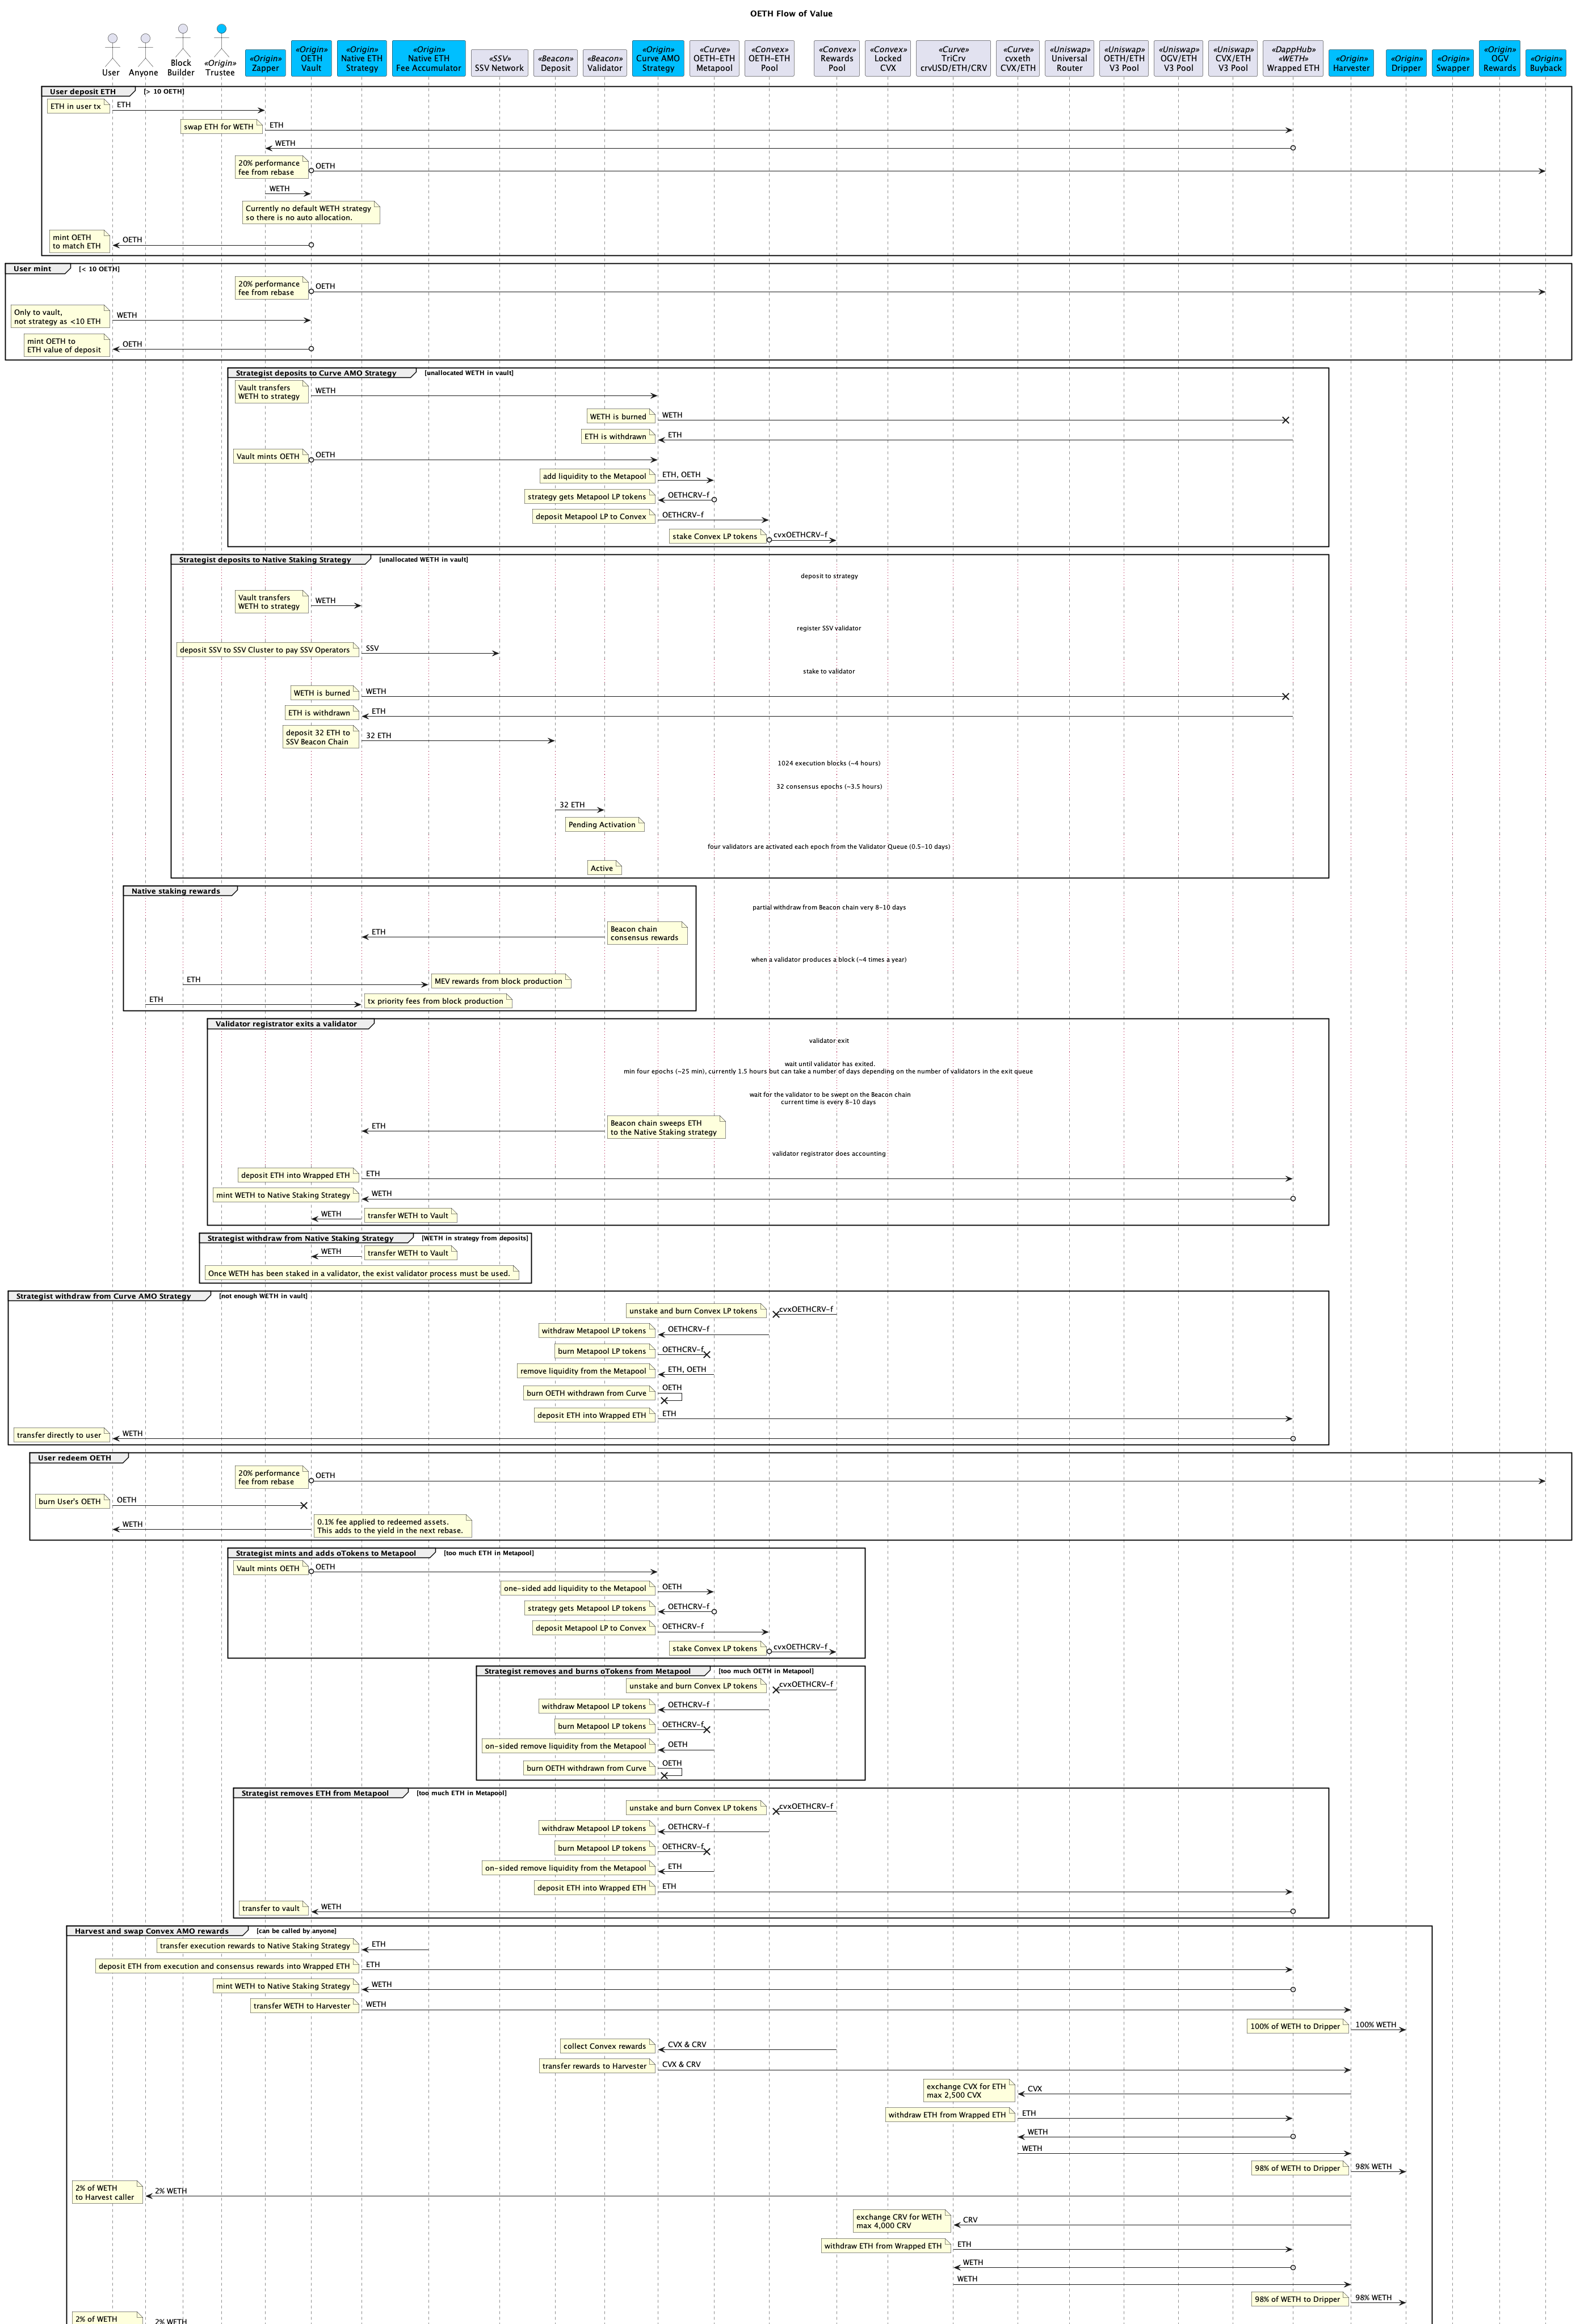 OETH Flow of Value
User
Anyone
Block
Builder
«Origin»
Trustee
«Origin»
Zapper
«Origin»
OETH
Vault
«Origin»
Native ETH
Strategy
«Origin»
Native ETH
Fee Accumulator
«SSV»
SSV Network
«Beacon»
Deposit
«Beacon»
Validator
«Origin»
Curve AMO
Strategy
«Curve»
OETH-ETH
Metapool
«Convex»
OETH-ETH
Pool
«Convex»
Rewards
Pool
«Convex»
Locked
CVX
«Curve»
TriCrv
crvUSD/ETH/CRV
«Curve»
cvxeth
CVX/ETH
«Uniswap»
Universal
Router
«Uniswap»
OETH/ETH
V3 Pool
«Uniswap»
OGV/ETH
V3 Pool
«Uniswap»
CVX/ETH
V3 Pool
«DappHub»
«WETH»
Wrapped ETH
«Origin»
Harvester
«Origin»
Dripper
«Origin»
Swapper
«Origin»
OGV
Rewards
«Origin»
Buyback
User deposit ETH [> 10 OETH]
ETH in user tx
ETH
swap ETH for WETH
ETH
WETH
20% performance
fee from rebase
OETH
WETH
Currently no default WETH strategy
so there is no auto allocation.
mint OETH
to match ETH
OETH
User mint [< 10 OETH]
20% performance
fee from rebase
OETH
Only to vault,
not strategy as <10 ETH
WETH
mint OETH to
ETH value of deposit
OETH
Strategist deposits to Curve AMO Strategy [unallocated WETH in vault]
Vault transfers
WETH to strategy
WETH
WETH is burned
WETH
ETH is withdrawn
ETH
Vault mints OETH
OETH
add liquidity to the Metapool
ETH, OETH
strategy gets Metapool LP tokens
OETHCRV-f
deposit Metapool LP to Convex
OETHCRV-f
stake Convex LP tokens
cvxOETHCRV-f
Strategist deposits to Native Staking Strategy [unallocated WETH in vault]
deposit to strategy
Vault transfers
WETH to strategy
WETH
register SSV validator
deposit SSV to SSV Cluster to pay SSV Operators
SSV
stake to validator
WETH is burned
WETH
ETH is withdrawn
ETH
deposit 32 ETH to
SSV Beacon Chain
32 ETH
1024 execution blocks (~4 hours)
32 consensus epochs (~3.5 hours)
32 ETH
Pending Activation
four validators are activated each epoch from the Validator Queue (0.5-10 days)
Active
Native staking rewards
partial withdraw from Beacon chain very 8-10 days
ETH
Beacon chain
consensus rewards
when a validator produces a block (~4 times a year)
ETH
MEV rewards from block production
ETH
tx priority fees from block production
Validator registrator exits a validator
validator exit
wait until validator has exited.
min four epochs (~25 min), currently 1.5 hours but can take a number of days depending on the number of validators in the exit queue
wait for the validator to be swept on the Beacon chain
current time is every 8-10 days
ETH
Beacon chain sweeps ETH
to the Native Staking strategy
validator registrator does accounting
deposit ETH into Wrapped ETH
ETH
mint WETH to Native Staking Strategy
WETH
WETH
transfer WETH to Vault
Strategist withdraw from Native Staking Strategy [WETH in strategy from deposits]
WETH
transfer WETH to Vault
Once WETH has been staked in a validator, the exist validator process must be used.
Strategist withdraw from Curve AMO Strategy [not enough WETH in vault]
unstake and burn Convex LP tokens
cvxOETHCRV-f
withdraw Metapool LP tokens
OETHCRV-f
burn Metapool LP tokens
OETHCRV-f
remove liquidity from the Metapool
ETH, OETH
burn OETH withdrawn from Curve
OETH
deposit ETH into Wrapped ETH
ETH
transfer directly to user
WETH
User redeem OETH
20% performance
fee from rebase
OETH
burn User's OETH
OETH
WETH
0.1% fee applied to redeemed assets.
This adds to the yield in the next rebase.
Strategist mints and adds oTokens to Metapool [too much ETH in Metapool]
Vault mints OETH
OETH
one-sided add liquidity to the Metapool
OETH
strategy gets Metapool LP tokens
OETHCRV-f
deposit Metapool LP to Convex
OETHCRV-f
stake Convex LP tokens
cvxOETHCRV-f
Strategist removes and burns oTokens from Metapool [too much OETH in Metapool]
unstake and burn Convex LP tokens
cvxOETHCRV-f
withdraw Metapool LP tokens
OETHCRV-f
burn Metapool LP tokens
OETHCRV-f
on-sided remove liquidity from the Metapool
OETH
burn OETH withdrawn from Curve
OETH
Strategist removes ETH from Metapool [too much ETH in Metapool]
unstake and burn Convex LP tokens
cvxOETHCRV-f
withdraw Metapool LP tokens
OETHCRV-f
burn Metapool LP tokens
OETHCRV-f
on-sided remove liquidity from the Metapool
ETH
deposit ETH into Wrapped ETH
ETH
transfer to vault
WETH
Harvest and swap Convex AMO rewards [can be called by anyone]
transfer execution rewards to Native Staking Strategy
ETH
deposit ETH from execution and consensus rewards into Wrapped ETH
ETH
mint WETH to Native Staking Strategy
WETH
transfer WETH to Harvester
WETH
100% of WETH to Dripper
100% WETH
collect Convex rewards
CVX & CRV
transfer rewards to Harvester
CVX & CRV
exchange CVX for ETH
max 2,500 CVX
CVX
withdraw ETH from Wrapped ETH
ETH
WETH
WETH
98% of WETH to Dripper
98% WETH
2% of WETH
to Harvest caller
2% WETH
exchange CRV for WETH
max 4,000 CRV
CRV
withdraw ETH from Wrapped ETH
ETH
WETH
WETH
98% of WETH to Dripper
98% WETH
2% of WETH
2% WETH